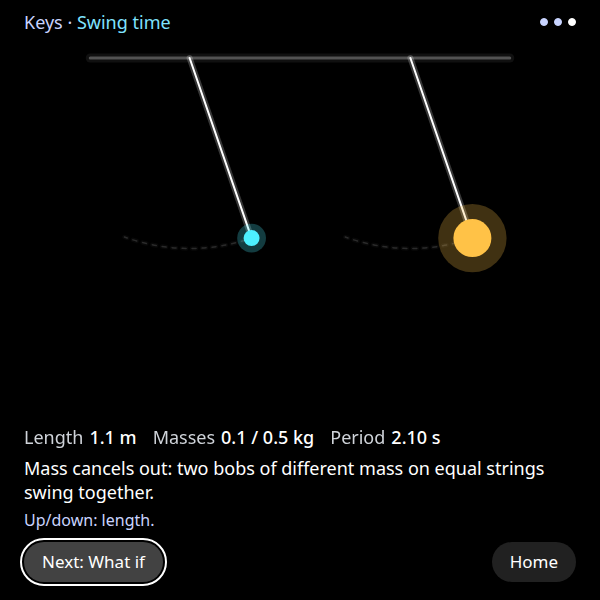 Keys · Swing time
Length 1.1 m Masses 0.1 / 0.5 kg Period 2.10 s
Mass cancels out: two bobs of different mass on equal strings
swing together.
Up/down: length.
Next: What if
Home